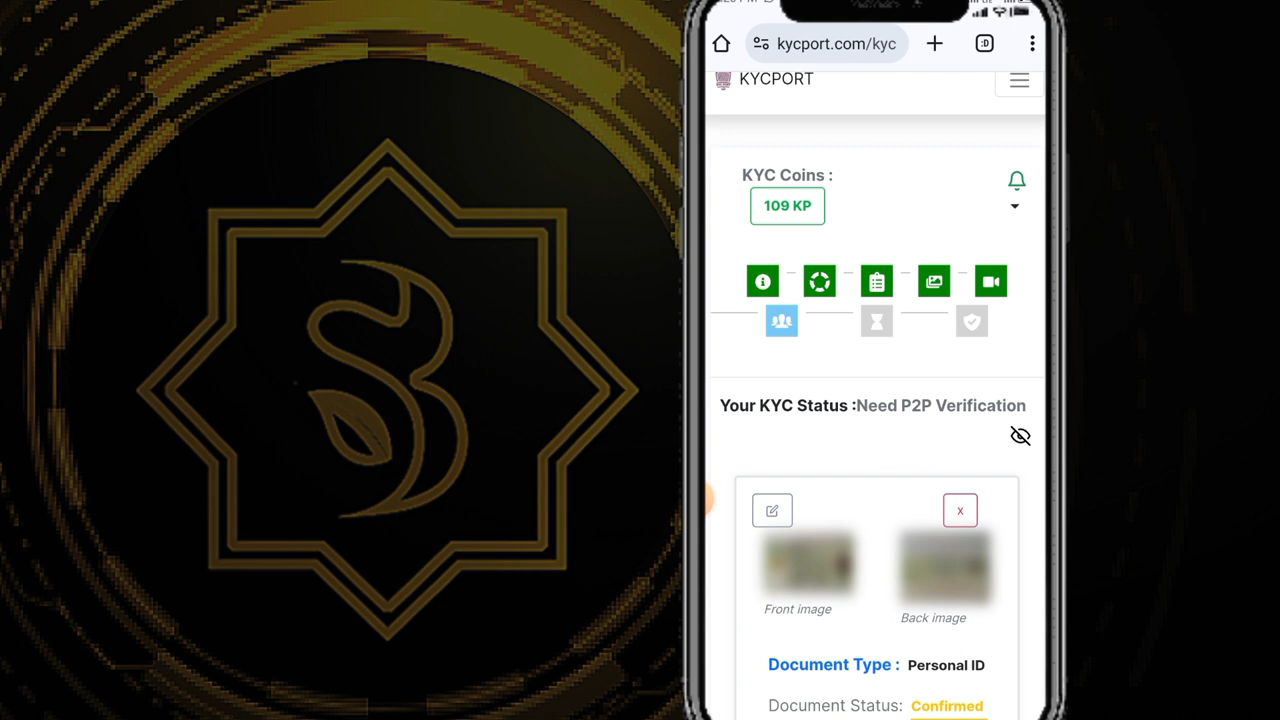 kycport.com/kyc
:D
KYCPORT
KYC Coins :
109 KP
Your KYC Status :Need P2P Verification
x
Front image
Back image
Document Type : Personal ID
Document Status: Confirmed